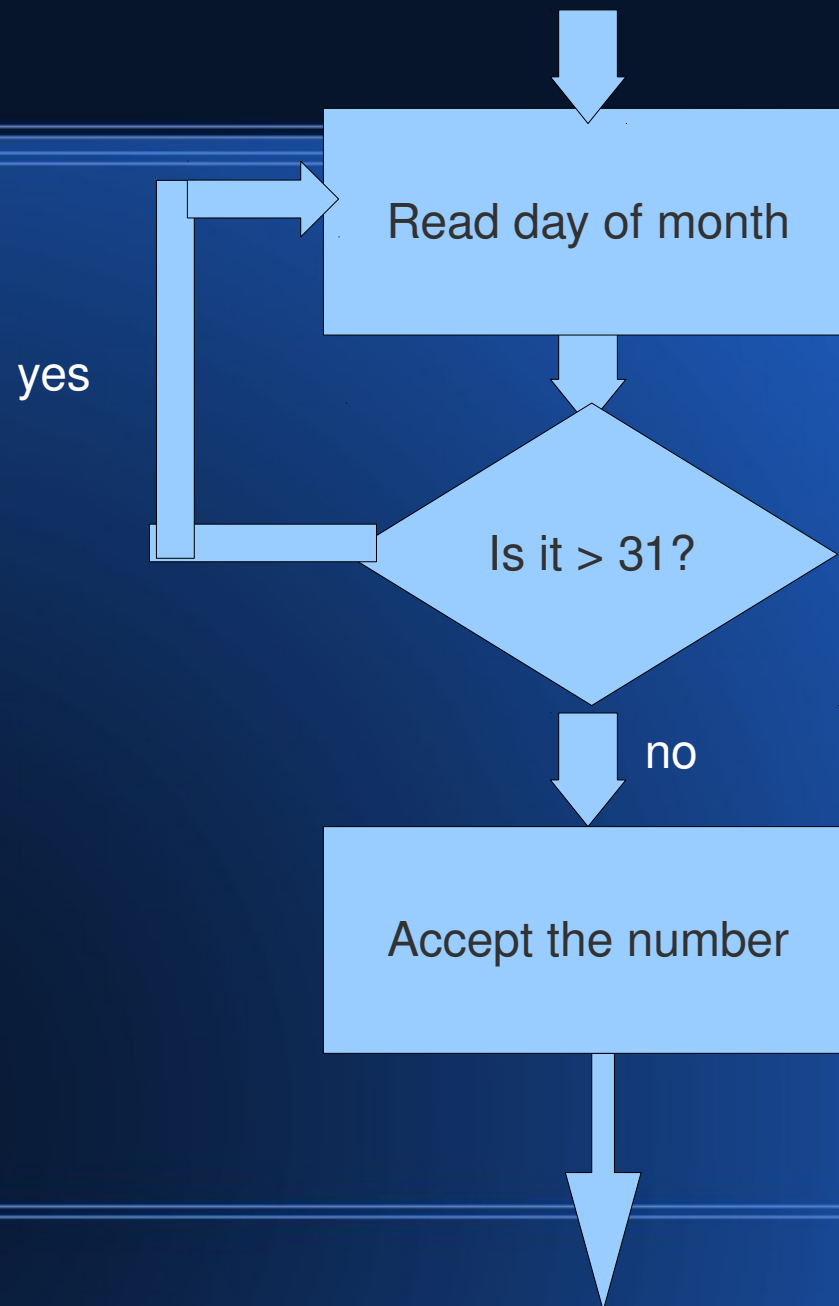 Read day of month
yes
Is it > 31?
no
Accept the number